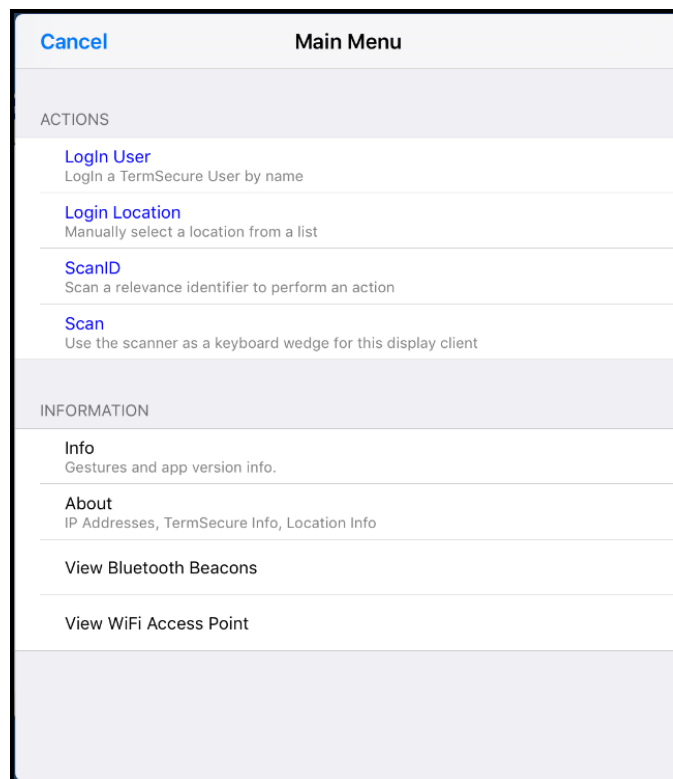 Cancel
Main Menu
ACTIONS
LogIn User
LogIn a TermSecure User by name
Login Location
Manually select a location from a list
ScanID
Scan a relevance identifier to perform an action
Scan
Use the scanner as a keyboard wedge for this display client
INFORMATION
Info
Gestures and app version info.
About
IP Addresses, TermSecure Info, Location Info
View Bluetooth Beacons
View WiFi Access Point